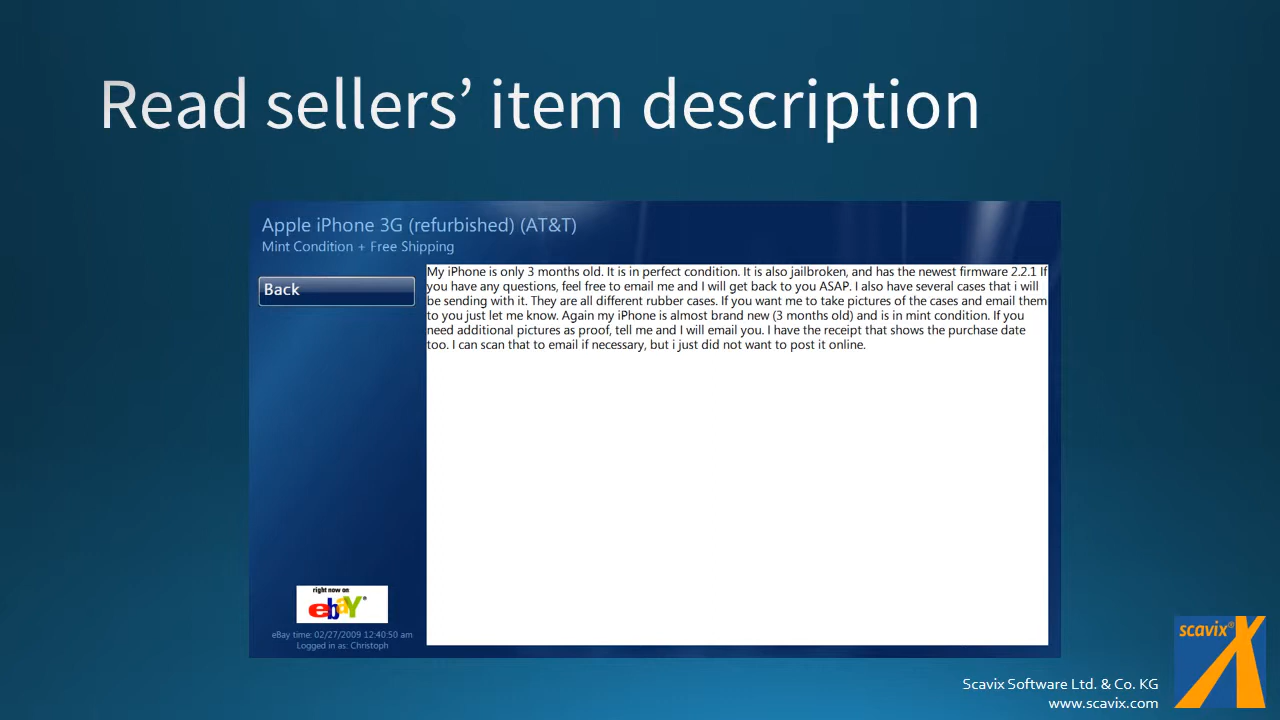 Read sellers’ item description
Apple iPhone 3G (refurbished) (AT&T)
Mint Condition + Free Shipping
Back
My iPhone is only 3 months old. It is in perfect condition. It is also jailbroken, and has the newest firmware 2.2.1 If
you have any questions, feel free to email me and I will get back to you ASAP. I also have several cases that i will
be sending with it. They are all different rubber cases. If you want me to take pictures of the cases and email them
to you just let me know. Again my iPhone is almost brand new (3 months old) and is in mint condition. If you
need additional pictures as proof, tell me and I will email you. I have the receipt that shows the purchase date
too. I can scan that to email if necessary, but i just did not want to post it online.
right now on
ebaY®
eBay time: 02/27/2009 12:40:50 am
Logged in as: Christoph
scavix®
Scavix Software Ltd. & Co. KG
www.scavix.com